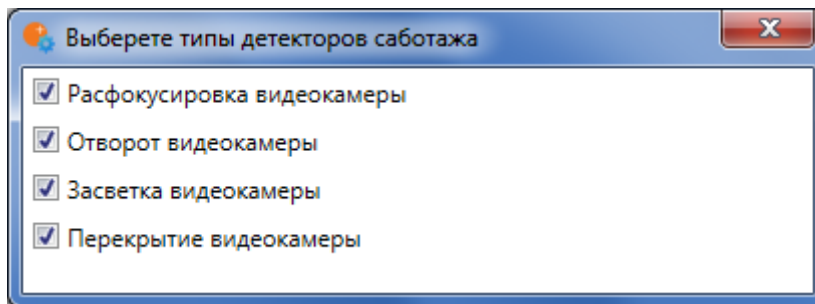 Выберете типы детекторов саботажа
Расфокусировка видеокамеры
Отворот видеокамеры
Засветка видеокамеры
Перекрытие видеокамеры